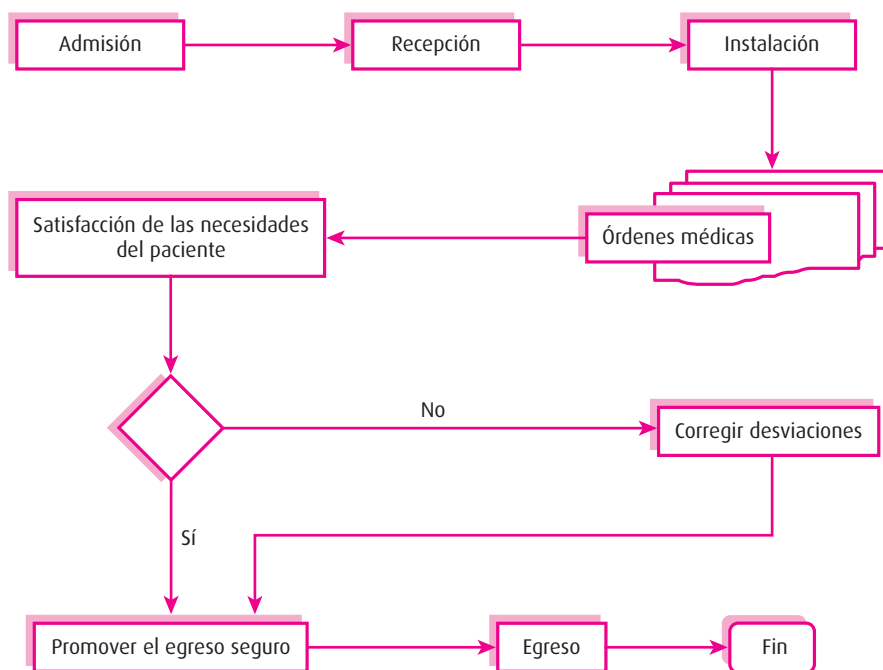 Admisión
Recepción
Instalación
Órdenes médicas
Satisfacción de las necesidades
del paciente
No
Corregir desviaciones
Sí
Promover el egreso seguro
Egreso
Fin